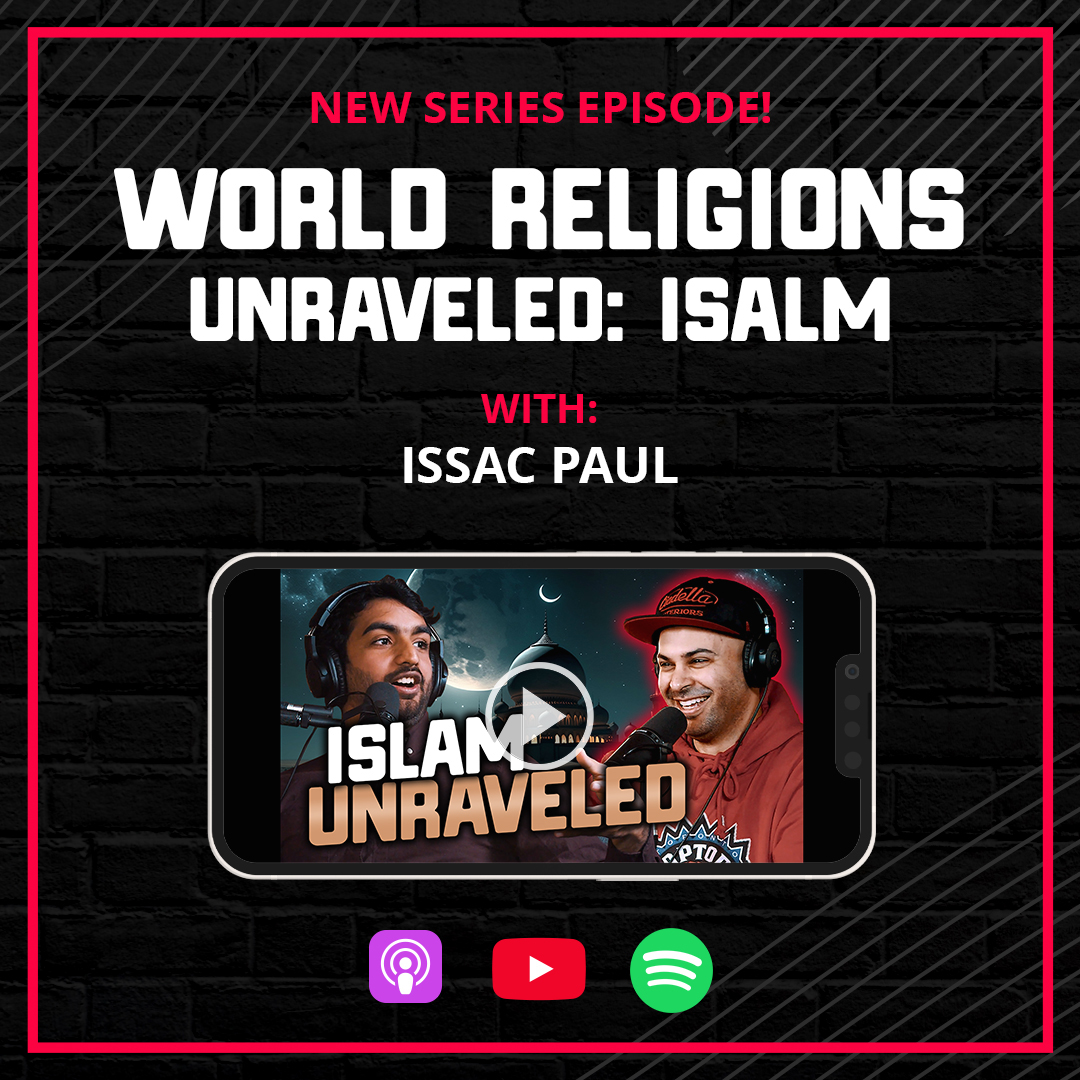 NEW SERIES EPISODE!
WORLD RELIGIONS
UNRAVELED: ISALM
WITH:
ISSAC PAUL
ISLAM
UNRAVELED